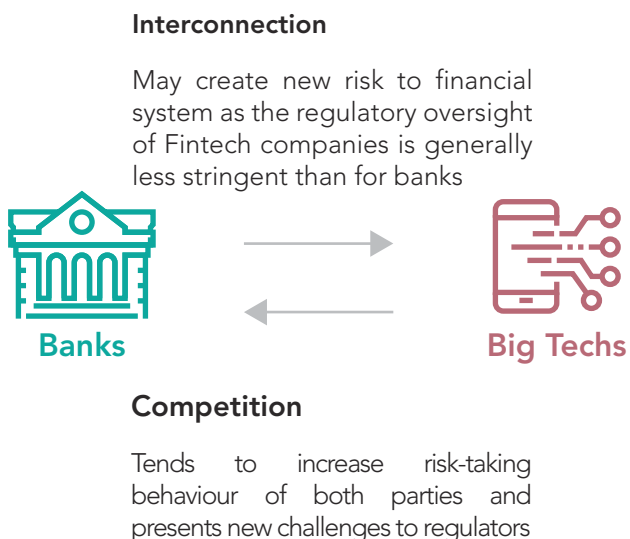 Interconnection
May create new risk to financial
system as the regulatory oversight
of Fintech companies is generally
less stringent than for banks
Banks
Big Techs
Competition
Tends to increase risk-taking
behaviour of both parties and
presents new challenges to regulators